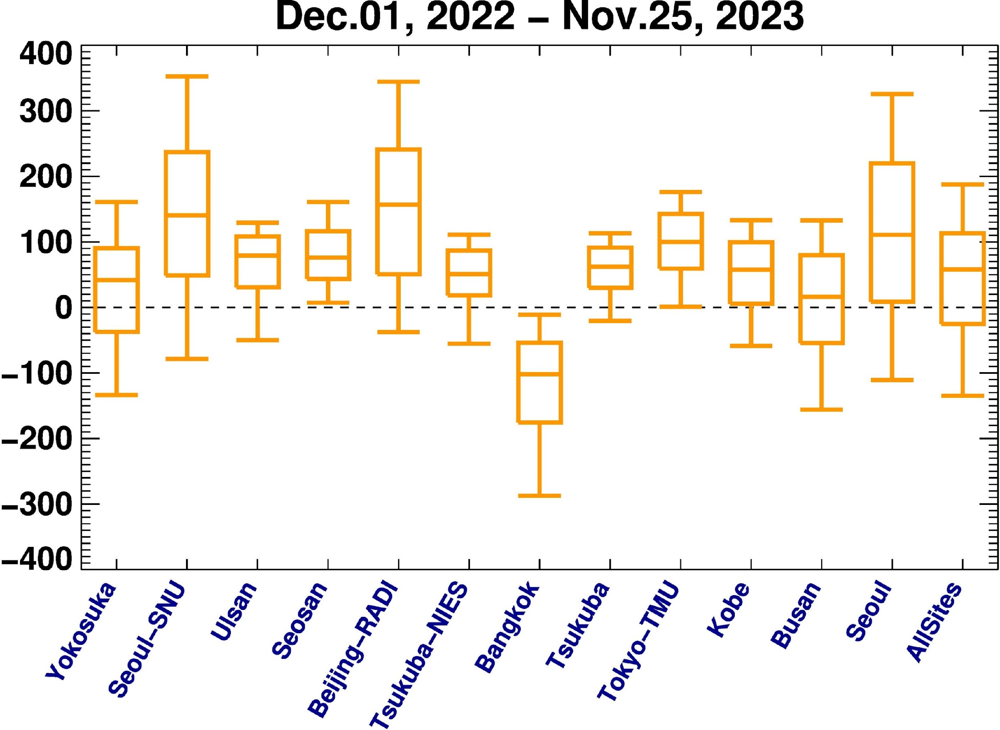 Dec.01, 2022 – Nov.25, 2023
400
300
200
100
0
−100
−200
−300
−400
Yokosuka
Seoul−SNU
Ulsan
Seosan
Beijing−RADI
Tsukuba−NIES
Bangkok
Tsukuba
Tokyo−TMU
Kobe
Busan
Seoul
AllSites